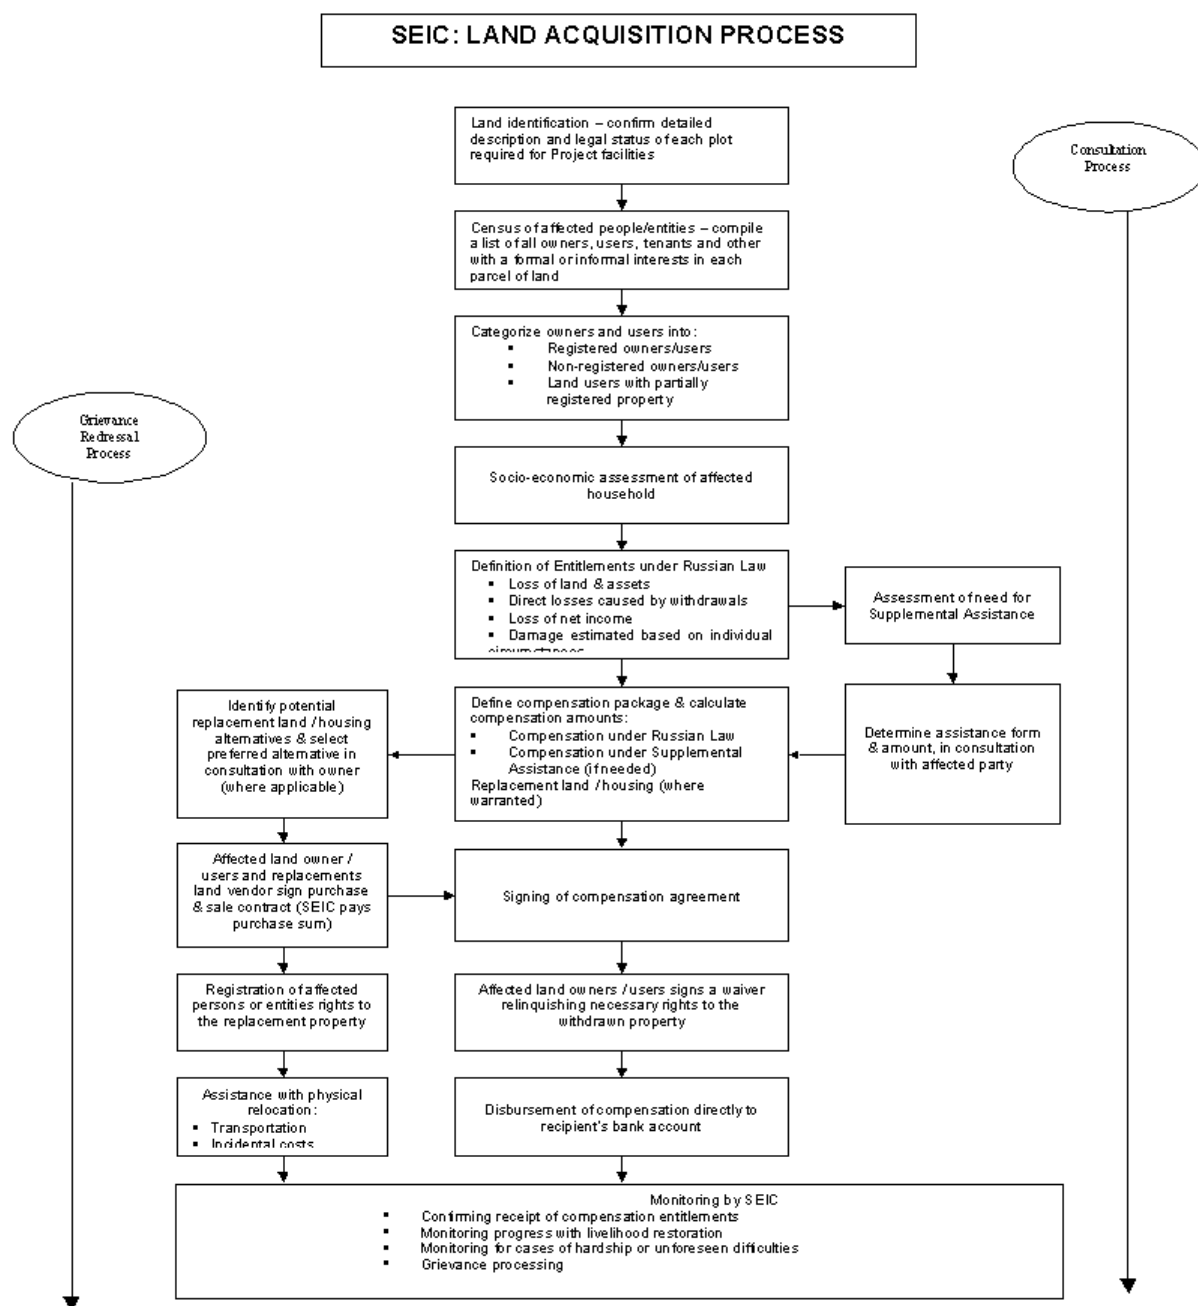 SEIC: LAND ACQUISITION PROCESS
Land identification – confirm detailed
description and legal status of each plot
required for Project facilities
Consultation
Process
Census of affected people/entities – compile
a list of all owners, users, tenants and other
with a formal or informal interests in each
parcel of land
Categorize owners and users into:
▪ Registered owners/users
▪ Non-registered owners/users
▪ Land users with partially
registered property
Grievance
Redressal
Process
Socio-economic assessment of affected
household
Definition of Entitlements under Russian Law
▪ Loss of land & assets
▪ Direct losses caused by withdrawals
▪ Loss of net income
▪ Damage estimated based on individual
circumstances
Assessment of need for
Supplemental Assistance
Identify potential
replacement land / housing
alternatives & select
preferred alternative in
consultation with owner
(where applicable)
Define compensation package & calculate
compensation amounts:
▪ Compensation under Russian Law
▪ Compensation under Supplemental
Assistance (if needed)
Replacement land / housing (where
warranted)
Determine assistance form
& amount, in consultation
with affected party
Affected land owner /
users and replacements
land vendor sign purchase
& sale contract (SEIC pays
purchase sum)
Signing of compensation agreement
Registration of affected
persons or entities rights to
the replacement property
Affected land owners / users signs a waiver
relinquishing necessary rights to the
withdrawn property
Assistance with physical
relocation:
▪ Transportation
▪ Incidental costs
Disbursement of compensation directly to
recipient's bank account
Monitoring by SEIC
▪ Confirming receipt of compensation entitlements
▪ Monitoring progress with livelihood restoration
▪ Monitoring for cases of hardship or unforeseen difficulties
▪ Grievance processing